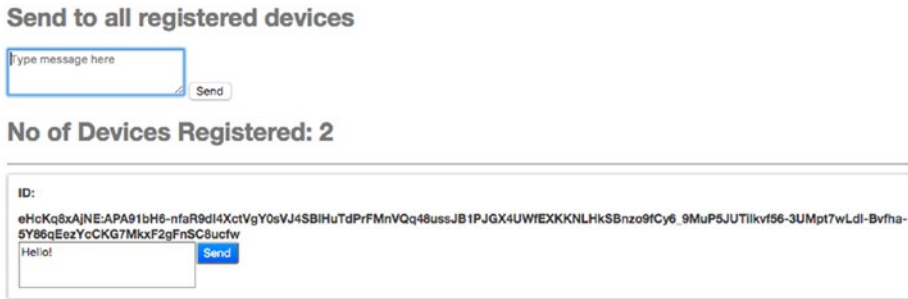 Send to all registered devices
Type message here
Send
No of Devices Registered: 2
ID:
eHcKq8xAjNE:APA91bH6-nfaR9dI4XctVgY0sVJ4SBIHuTdPrFMnVQq48ussJB1PJGX4UWfEXKKNLHkSBnzo9fCy6_9MuP5JUTilkvf56-3UMpt7wLdI-Bvfha-
5Y86qEezYcCKG7MkxF2gFnSC8ucfw
Hello!
Send